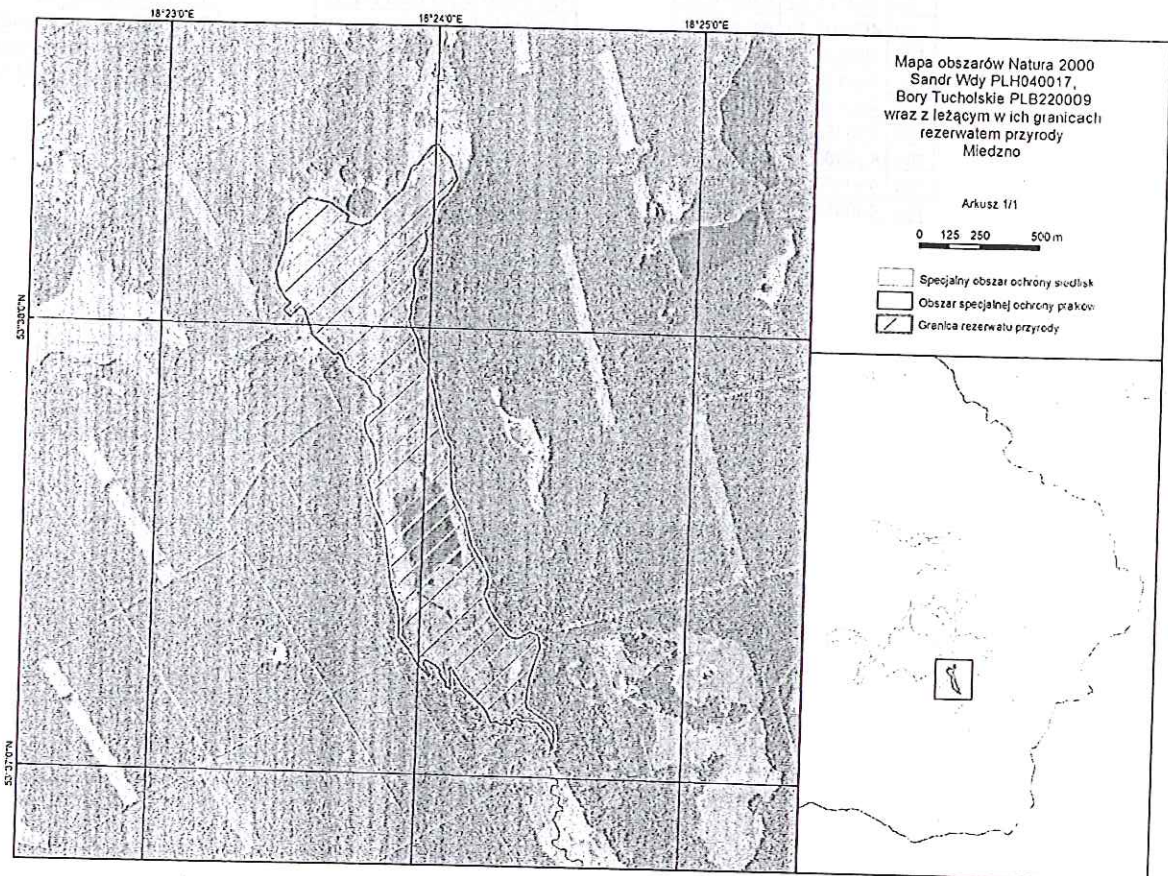 18°23'0"E
18°24'0"E
18°25'0"E
53°38'0"N
53°37'0"N
Mapa obszarów Natura 2000
Sandr Wdy PLH040017,
Bory Tucholskie PLB220009
wraz z leżącym w ich granicach
rezerwatem przyrody
Miedzno
Arkusz 1/1
0 125 250 500 m
Specjalny obszar ochrony siedlisk
Obszar specjalnej ochrony ptaków
Granica rezerwatu przyrody